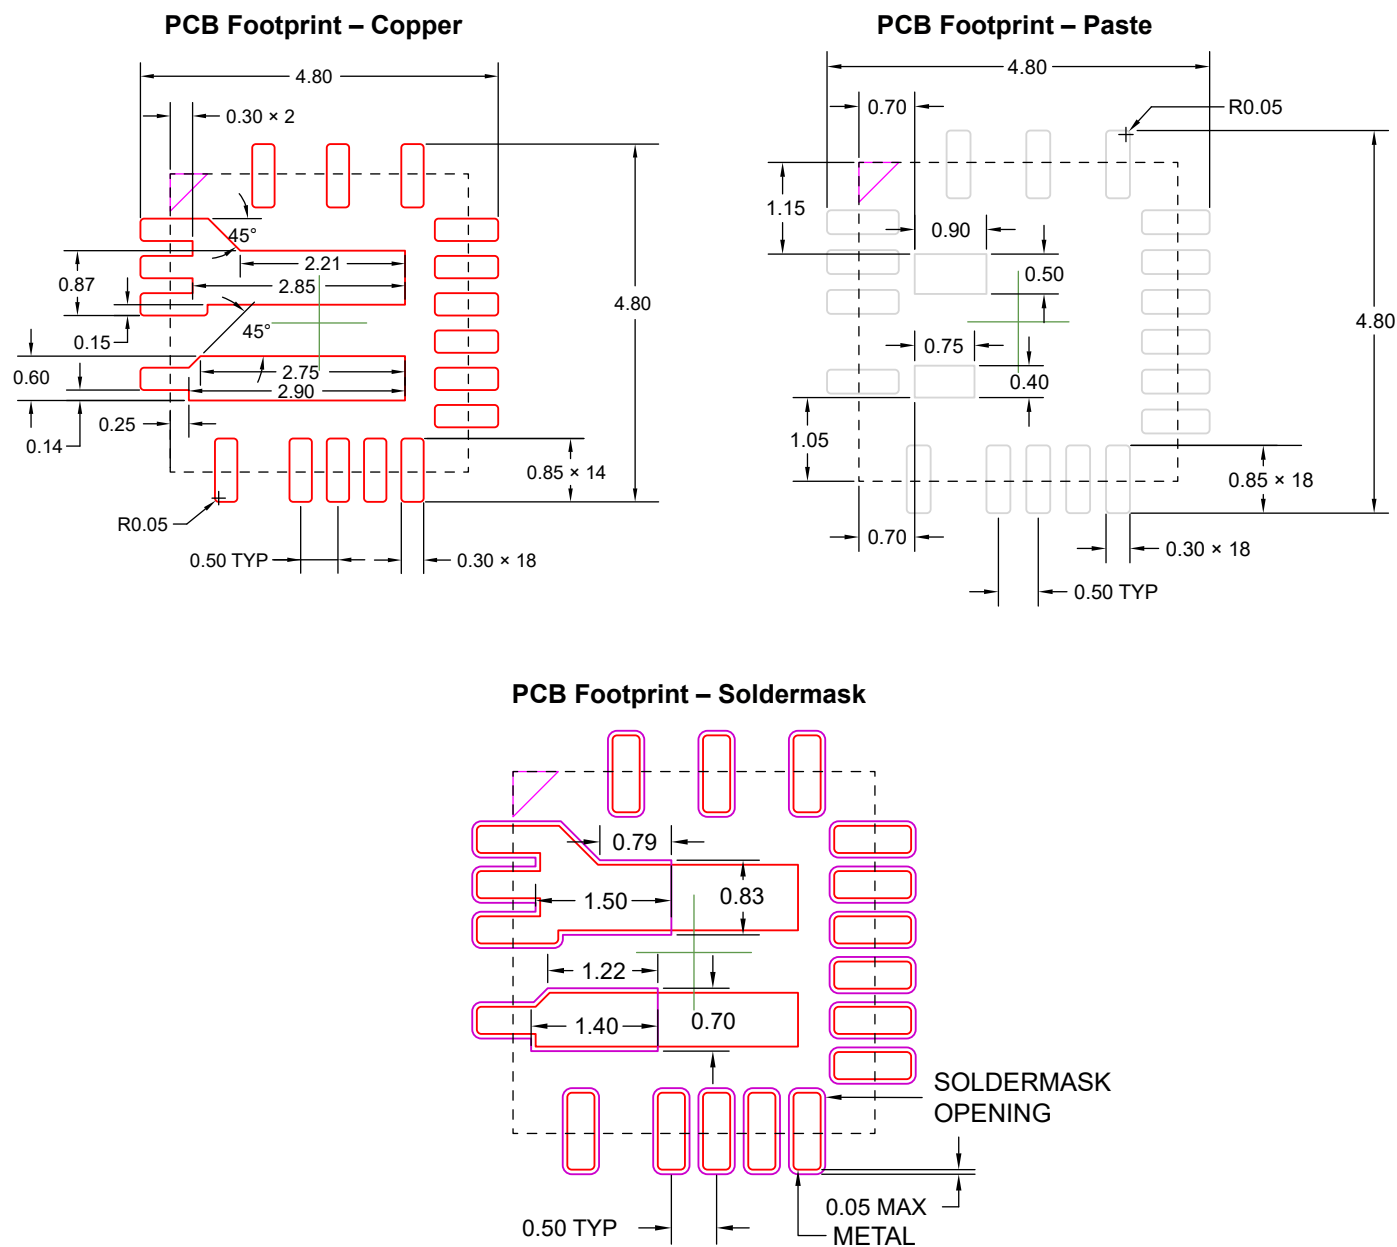 PCB Footprint – Copper
4.80
0.30 × 2
45°
2.21
0.87
2.85
4.80
0.15
45°
0.60
2.75
2.90
0.25
0.14
0.85 × 14
R0.05
0.50 TYP
0.30 × 18
PCB Footprint – Paste
4.80
0.70
R0.05
1.15
0.90
0.50
4.80
0.75
0.40
1.05
0.85 × 18
0.70
0.30 × 18
0.50 TYP
PCB Footprint – Soldermask
0.79
1.50
0.83
1.22
1.40
0.70
SOLDERMASK
OPENING
0.05 MAX
0.50 TYP
METAL